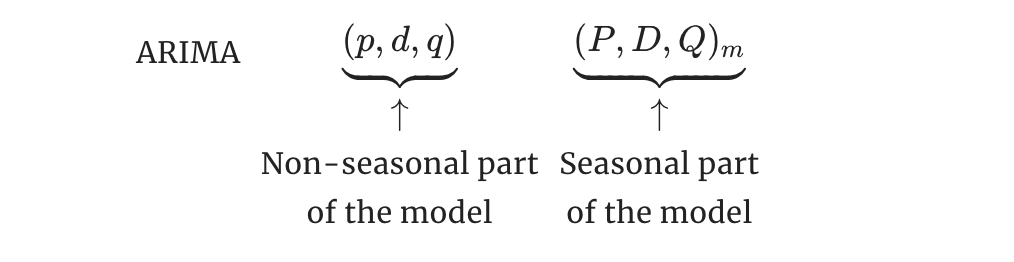 ARIMA (p, d, q) (P, D, Q)m
↑ ↑
Non-seasonal part Seasonal part
of the model of the model